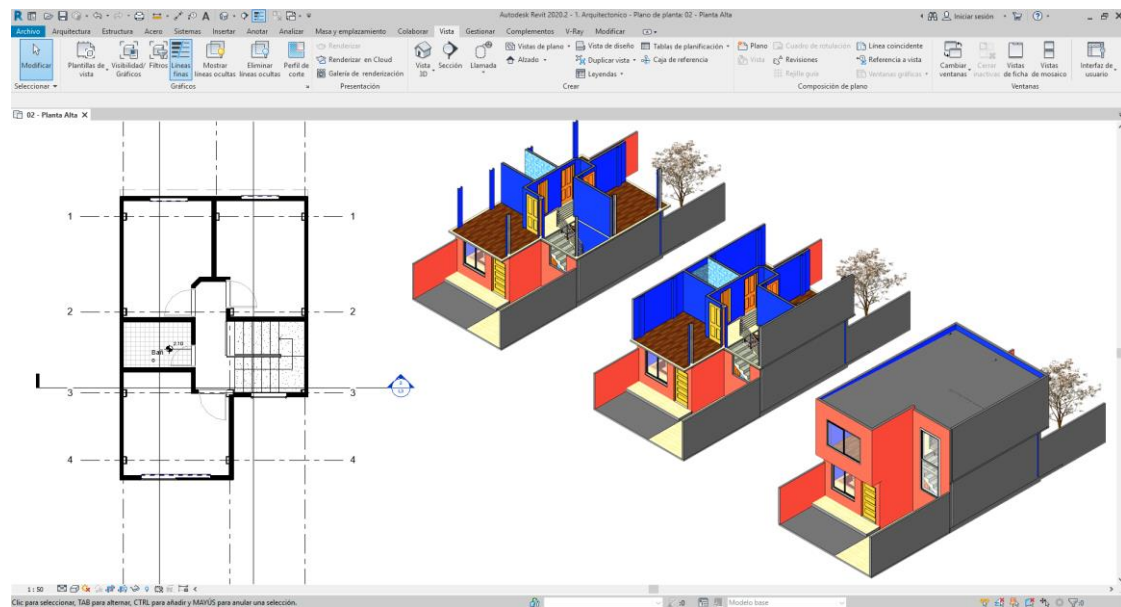 Autodesk Revit 2020.2 - 1. Arquitectonico - Plano de planta: 02 - Planta Alta
Iniciar sesión
Archivo Arquitectura Estructura Acero Sistemas Insertar Anotar Analizar Masa y emplazamiento Colaborar Vista Gestionar Complementos V-Ray Modificar
Modificar
Plantillas de vista
Visibilidad/ Gráficos
Filtros
Líneas finas
Mostrar líneas ocultas
Eliminar líneas ocultas
Perfil de corte
Renderizar
Renderizar en Cloud
Galería de renderización
Vista 3D
Sección
Llamada
Vistas de plano
Alzado
Vista de diseño
Duplicar vista
Leyendas
Tablas de planificación
Caja de referencia
Plano
Vista
Cuadro de rotulación
Revisiones
Rejilla guía
Línea coincidente
Referencia a vista
Ventanas gráficas
Cambiar ventanas
Cerrar inactivas
Vistas de ficha
Vistas de mosaico
Interfaz de usuario
Seleccionar
Gráficos
Presentación
Crear
Composición de plano
Ventanas
02 - Planta Alta
1 1
2 2
Bañ
o
3 3
4 4
1 : 50
Clic para seleccionar, TAB para alternar, CTRL para añadir y MAYÚS para anular una selección.
:0
Modelo base
:0